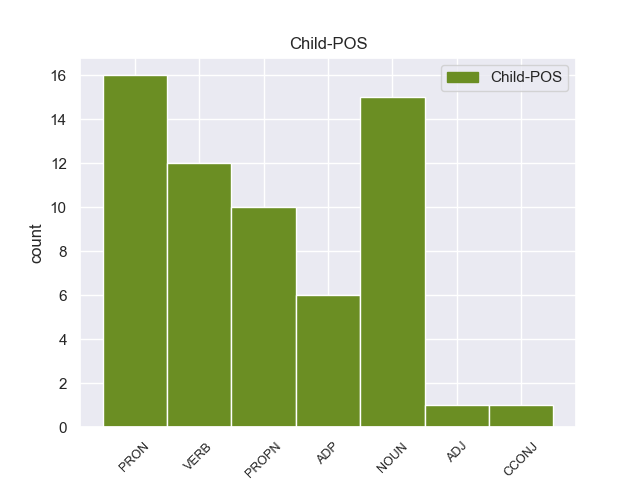 Child-POS
Child-POS
16
14
12
10
8
6
4
2
0
count
PRON
VERB
PROPN
ADP
NOUN
ADJ
CCONJ